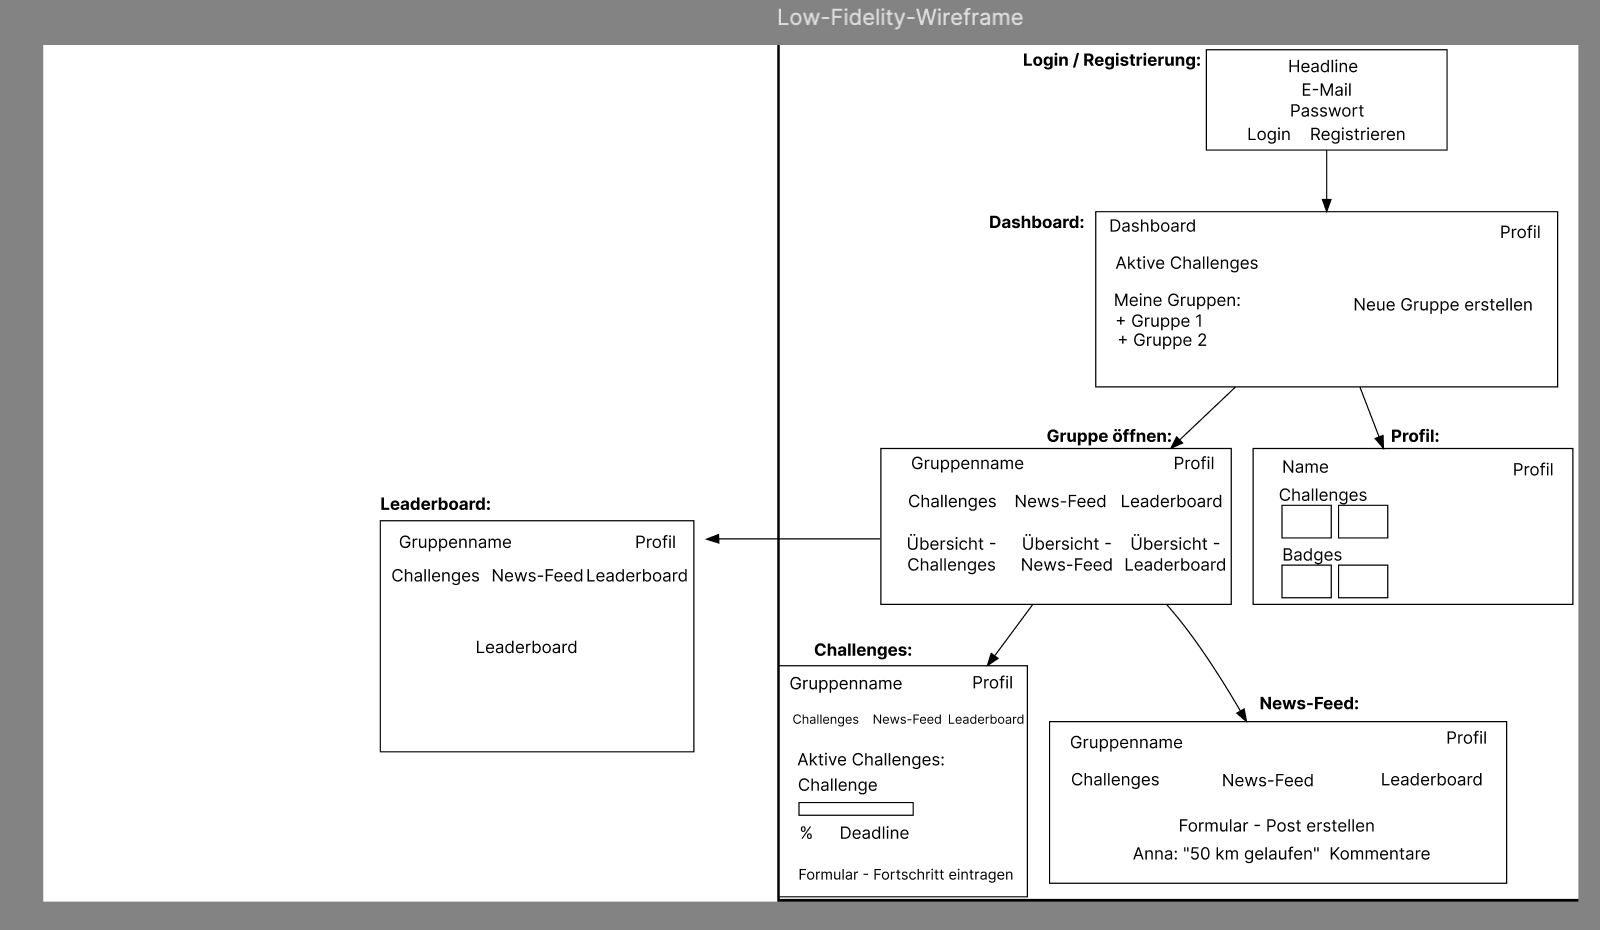 Low-Fidelity-Wireframe
Login / Registrierung:
Headline
E-Mail
Passwort
Login Registrieren
Dashboard:
Dashboard Profil
Aktive Challenges
Meine Gruppen:
+ Gruppe 1
+ Gruppe 2
Neue Gruppe erstellen
Gruppe öffnen:
Gruppenname Profil
Challenges News-Feed Leaderboard
Übersicht - Übersicht - Übersicht -
Challenges News-Feed Leaderboard
Profil:
Name Profil
Challenges
Badges
Leaderboard:
Gruppenname Profil
Challenges News-Feed Leaderboard
Leaderboard
Challenges:
Gruppenname Profil
Challenges News-Feed Leaderboard
Aktive Challenges:
Challenge
% Deadline
Formular - Fortschritt eintragen
News-Feed:
Gruppenname Profil
Challenges News-Feed Leaderboard
Formular - Post erstellen
Anna: "50 km gelaufen" Kommentare